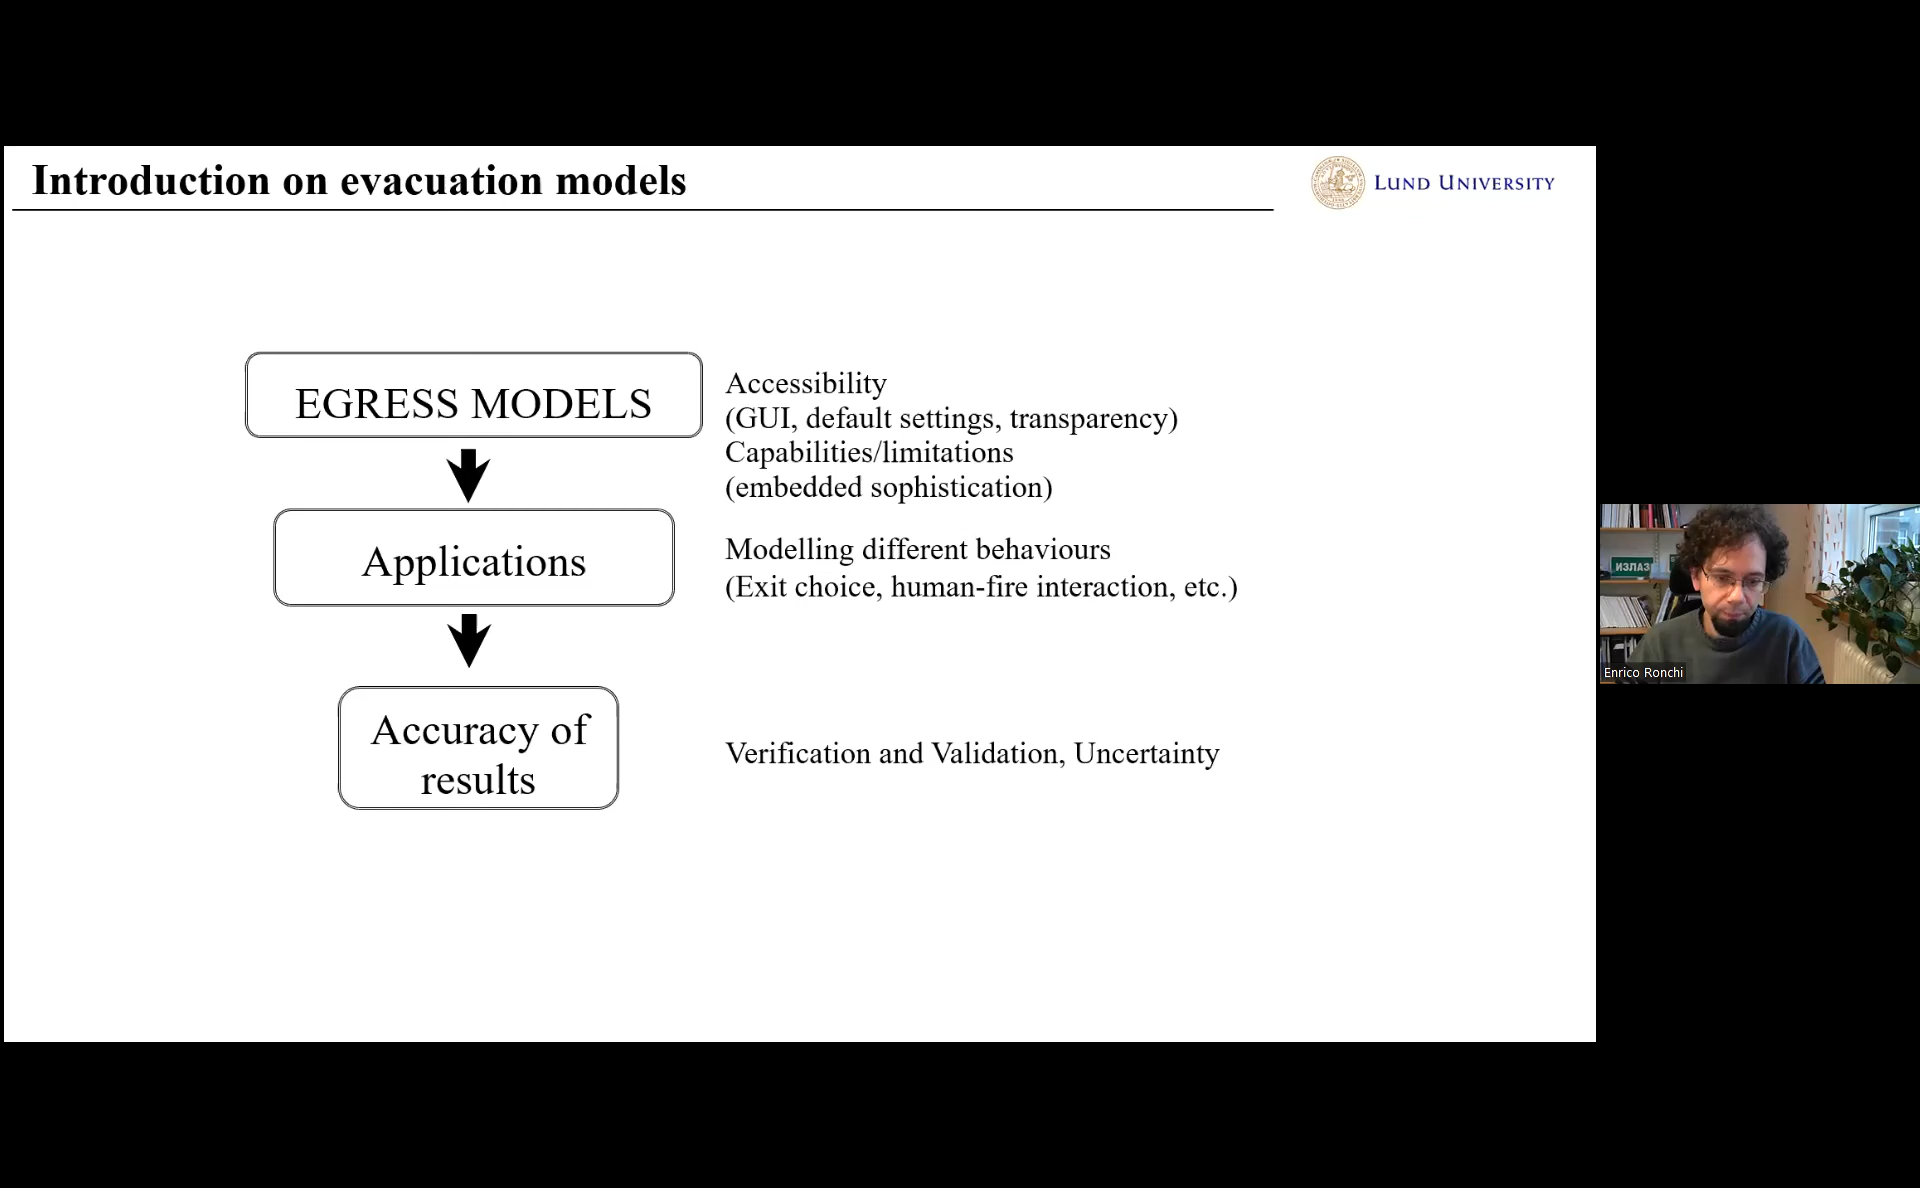 Introduction on evacuation models
LUND UNIVERSITY
EGRESS MODELS
Accessibility
(GUI, default settings, transparency)
Capabilities/limitations
(embedded sophistication)
Applications
Modelling different behaviours
(Exit choice, human-fire interaction, etc.)
Accuracy of
results
Verification and Validation, Uncertainty
ИЗЛАЗ
Enrico Ronchi